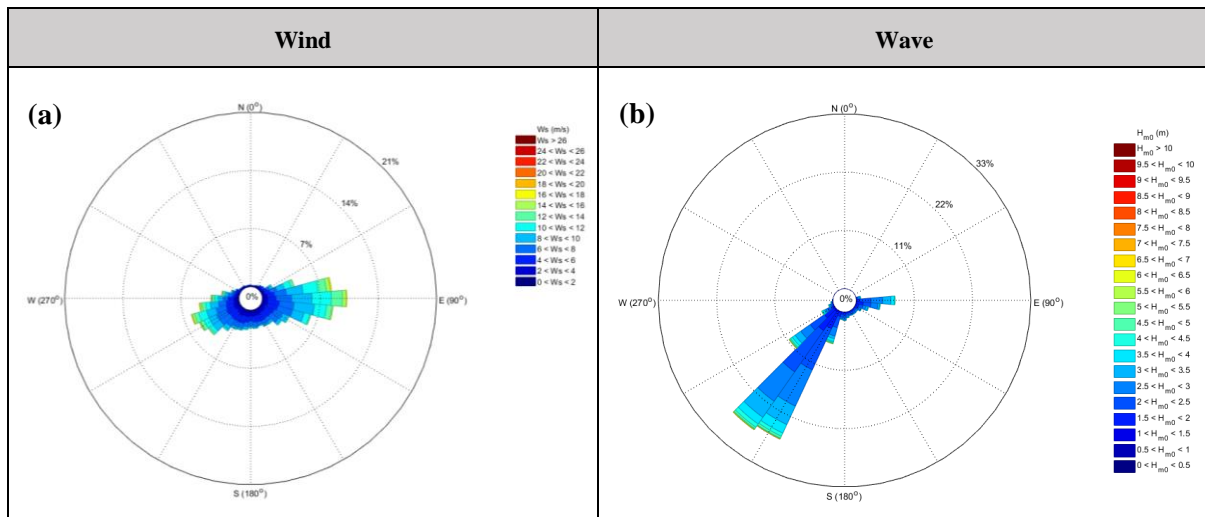 Wind
Wave
(a)
N (0°)
21%
14%
7%
0%
W (270°)
E (90°)
S (180°)
Ws (m/s)
Ws > 26
24 < Ws < 26
22 < Ws < 24
20 < Ws < 22
18 < Ws < 20
16 < Ws < 18
14 < Ws < 16
12 < Ws < 14
10 < Ws < 12
8 < Ws < 10
6 < Ws < 8
4 < Ws < 6
2 < Ws < 4
0 < Ws < 2
(b)
N (0°)
33%
22%
11%
0%
W (270°)
E (90°)
S (180°)
Hm0 (m)
Hm0 > 10
9.5 < Hm0 < 10
9 < Hm0 < 9.5
8.5 < Hm0 < 9
8 < Hm0 < 8.5
7.5 < Hm0 < 8
7 < Hm0 < 7.5
6.5 < Hm0 < 7
6 < Hm0 < 6.5
5.5 < Hm0 < 6
5 < Hm0 < 5.5
4.5 < Hm0 < 5
4 < Hm0 < 4.5
3.5 < Hm0 < 4
3 < Hm0 < 3.5
2.5 < Hm0 < 3
2 < Hm0 < 2.5
1.5 < Hm0 < 2
1 < Hm0 < 1.5
0.5 < Hm0 < 1
0 < Hm0 < 0.5